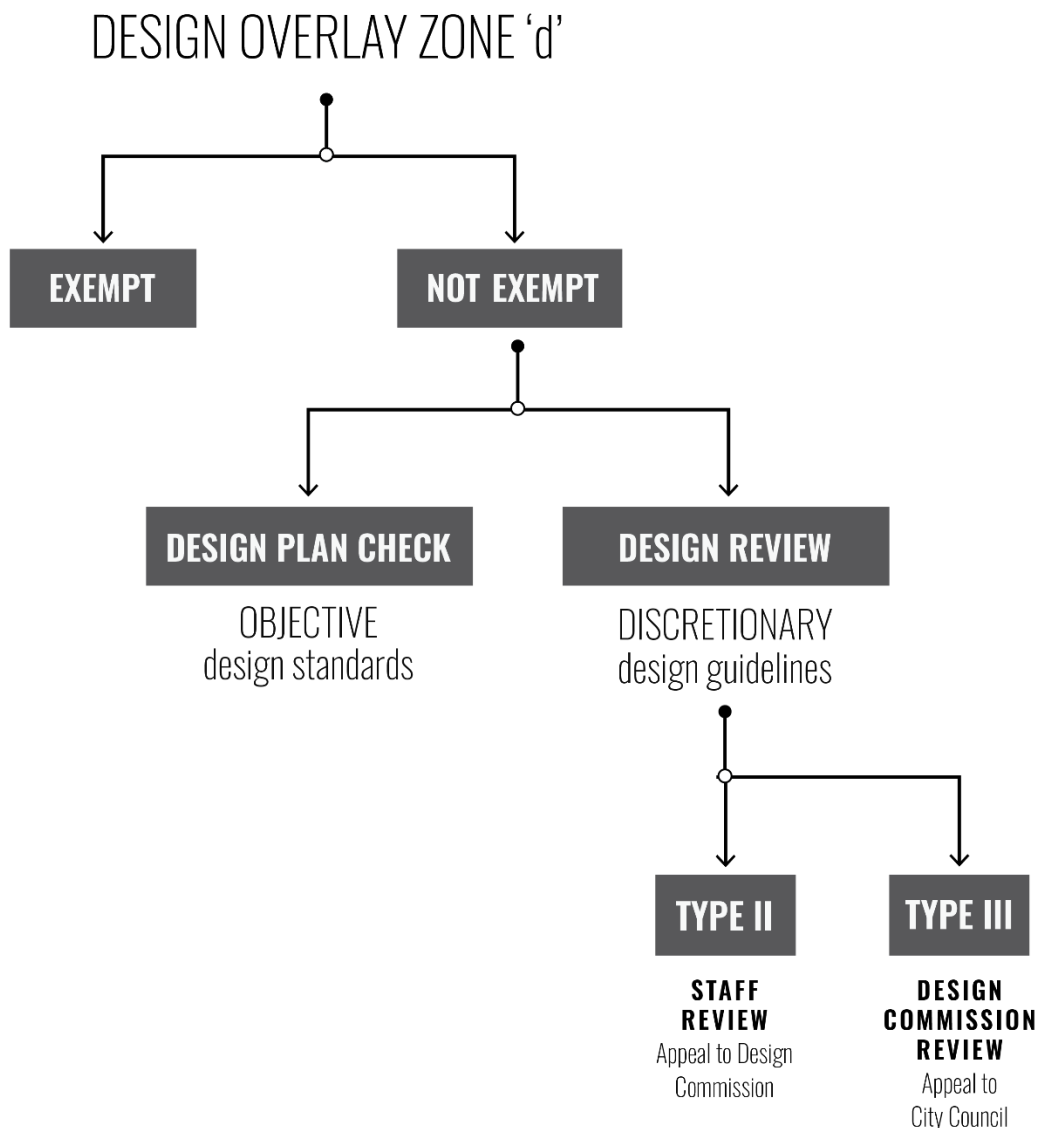 DESIGN OVERLAY ZONE ‘d’
EXEMPT
NOT EXEMPT
DESIGN PLAN CHECK
OBJECTIVE
design standards
DESIGN REVIEW
DISCRETIONARY
design guidelines
TYPE II
STAFF
REVIEW
Appeal to Design
Commission
TYPE III
DESIGN
COMMISSION
REVIEW
Appeal to
City Council